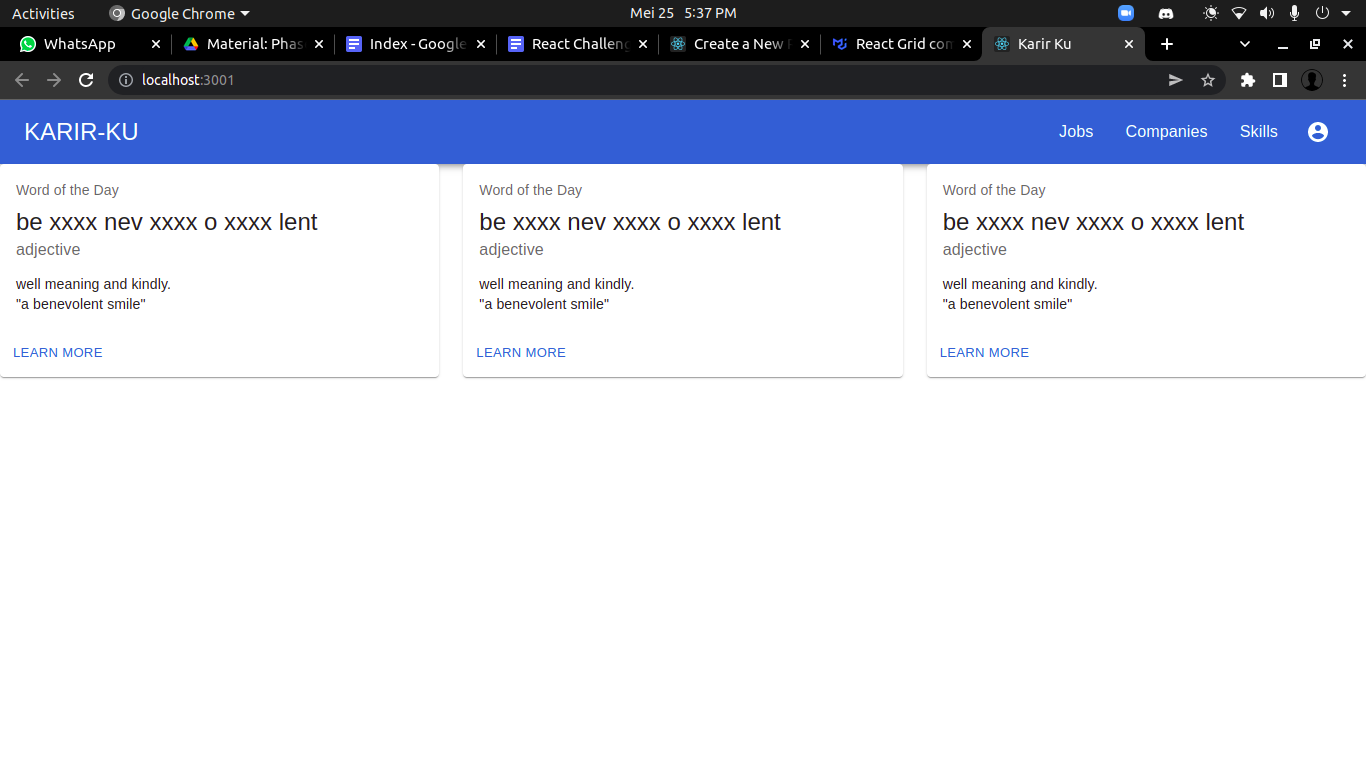 Activities Google Chrome Mei 25 5:37 PM
WhatsApp Material: Phas Index - Google React Challeng Create a New React Grid com Karir Ku
localhost:3001
KARIR-KU Jobs Companies Skills
Word of the Day Word of the Day Word of the Day
be xxxx nev xxxx o xxxx lent be xxxx nev xxxx o xxxx lent be xxxx nev xxxx o xxxx lent
adjective adjective adjective
well meaning and kindly. well meaning and kindly. well meaning and kindly.
"a benevolent smile" "a benevolent smile" "a benevolent smile"
LEARN MORE LEARN MORE LEARN MORE